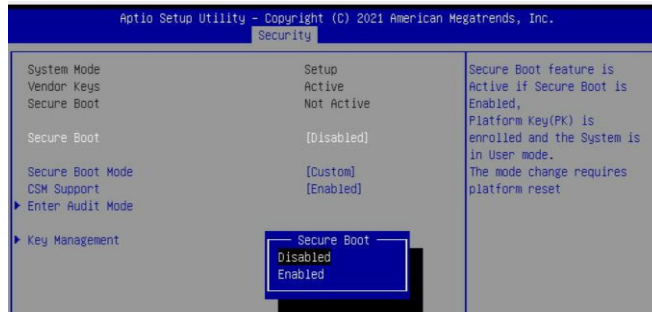 Aptio Setup Utility – Copyright (C) 2021 American Megatrends, Inc.
Security
System Mode Setup
Vendor Keys Active
Secure Boot Not Active
Secure Boot [Disabled]
Secure Boot Mode [Custom]
CSM Support [Enabled]
Enter Audit Mode
Key Management
Secure Boot
Disabled
Enabled
Secure Boot feature is
Active if Secure Boot is
Enabled,
Platform Key(PK) is
enrolled and the System is
in User mode.
The mode change requires
platform reset